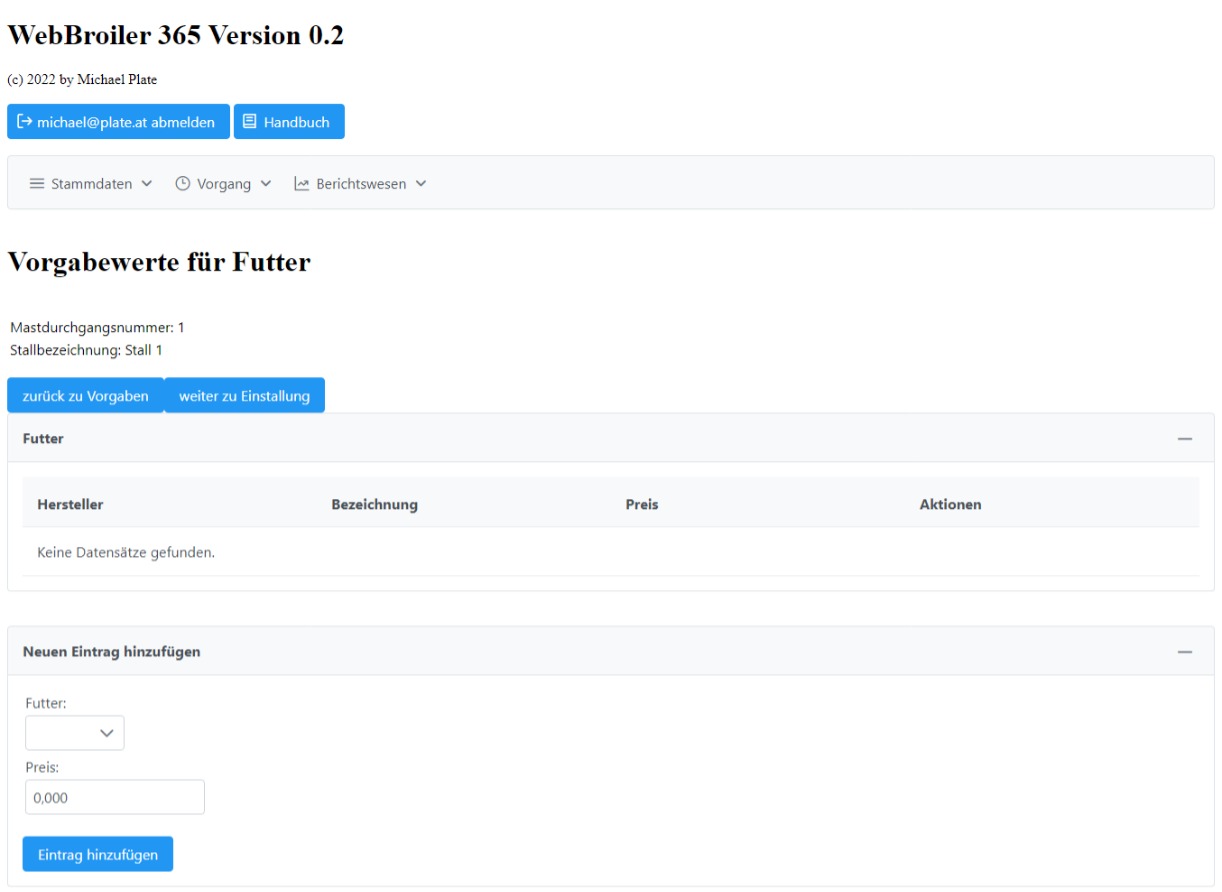 WebBroiler 365 Version 0.2
(c) 2022 by Michael Plate
michael@plate.at abmelden Handbuch
Stammdaten Vorgang Berichtswesen
Vorgabewerte für Futter
Mastdurchgangsnummer: 1
Stallbezeichnung: Stall 1
zurück zu Vorgaben weiter zu Einstallung
Futter
Hersteller Bezeichnung Preis Aktionen
Keine Datensätze gefunden.
Neuen Eintrag hinzufügen
Futter:
Preis:
0,000
Eintrag hinzufügen